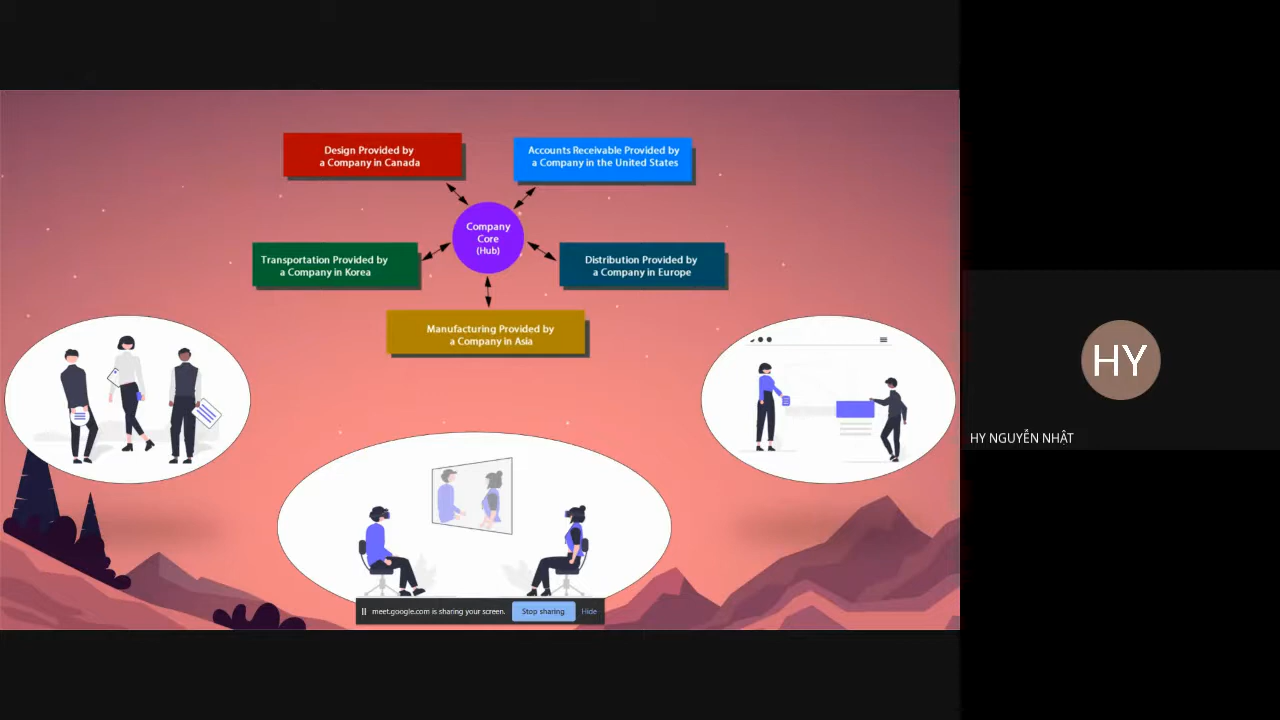 Design Provided by
a Company in Canada
Accounts Receivable Provided by
a Company in the United States
Company
Core
(Hub)
Transportation Provided by
a Company in Korea
Distribution Provided by
a Company in Europe
Manufacturing Provided by
a Company in Asia
HY
HY NGUYỄN NHẬT
meet.google.com is sharing your screen.
Stop sharing
Hide